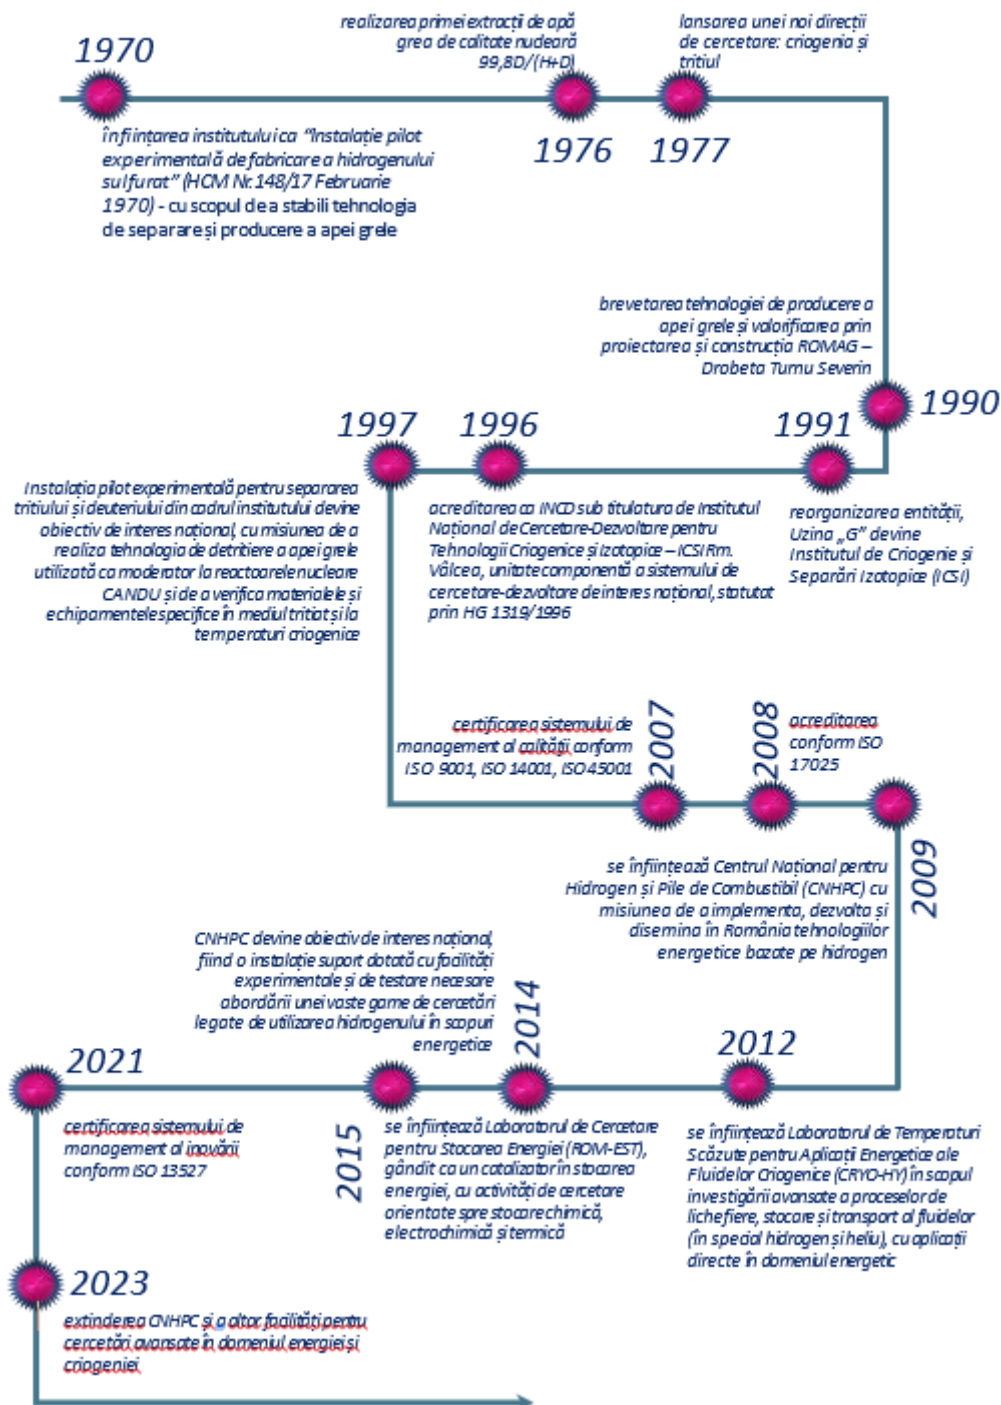 1970
înființarea institutului ca “Instalație pilot
experimentală de fabricare a hidrogenului
sulfurat” (HCM Nr.148/17 Februarie
1970) - cu scopul de a stabili tehnologia
de separare și producere a apei grele
realizarea primei extracții de apă
grea de calitate nucleară
99,8D/(H+D)
1976
lansarea unei noi direcții
de cercetare: criogenia și
tritiul
1977
brevetarea tehnologiei de producere a
apei grele și valorificarea prin
proiectarea și construcția ROMAG –
Drobeta Turnu Severin
1990
1991
reorganizarea entității,
Uzina „G” devine
Institutul de Criogenie și
Separări Izotopice (ICSI)
1996
acreditarea ca INCD sub titulatura de Institutul
Național de Cercetare-Dezvoltare pentru
Tehnologii Criogenice și Izotopice – ICSI Rm.
Vâlcea, unitate componentă a sistemului de
cercetare-dezvoltare de interes național, statutat
prin HG 1319/1996
1997
Instalația pilot experimentală pentru separarea
tritiului și deuteriului din cadrul institutului devine
obiectiv de interes național, cu misiunea de a
realiza tehnologia de detritiere a apei grele
utilizată ca moderator la reactoarele nucleare
CANDU și de a verifica materialele și
echipamentele specifice în mediul tritiat și la
temperaturi criogenice
certificarea sistemului de
management al calității conform
ISO 9001, ISO 14001, ISO45001
2007
2008
acreditarea
conform ISO
17025
2009
se înființează Centrul Național pentru
Hidrogen și Pile de Combustibil (CNHPC) cu
misiunea de a implementa, dezvolta și
disemina în România tehnologiilor
energetice bazate pe hidrogen
2012
se înființează Laboratorul de Temperaturi
Scăzute pentru Aplicații Energetice ale
Fluidelor Criogenice (CRYO-HY) în scopul
investigării avansate a proceselor de
lichefiere, stocare și transport al fluidelor
(în special hidrogen și heliu), cu aplicații
directe în domeniul energetic
CNHPC devine obiectiv de interes național,
fiind o instalație suport dotată cu facilități
experimentale și de testare necesare
abordării unei vaste game de cercetări
legate de utilizarea hidrogenului în scopuri
energetice
2014
2015
se înființează Laboratorul de Cercetare
pentru Stocarea Energiei (ROM-EST),
gândit ca un catalizator în stocarea
energiei, cu activități de cercetare
orientate spre stocare chimică,
electrochimică și termică
2021
certificarea sistemului de
management al inovării
conform ISO 13527
2023
extinderea CNHPC și a altor facilități pentru
cercetări avansate în domeniul energiei și
criogeniei